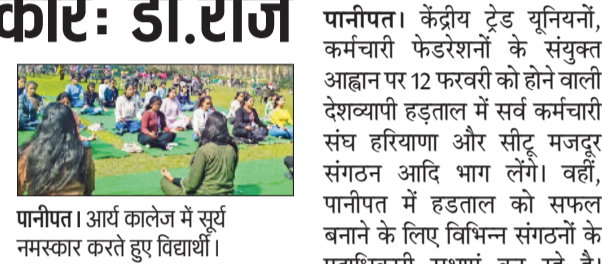 कारः डॉ.राज
पानीपत। आर्य कालेज में सूर्य
नमस्कार करते हुए विद्यार्थी।
पानीपत। केंद्रीय ट्रेड यूनियनों,
कर्मचारी फेडरेशनों के संयुक्त
आह्वान पर 12 फरवरी को होने वाली
देशव्यापी हड़ताल में सर्व कर्मचारी
संघ हरियाणा और सीटू मजदूर
संगठन आदि भाग लेंगे। वहीं,
पानीपत में हडताल को सफल
बनाने के लिए विभिन्न संगठनों के